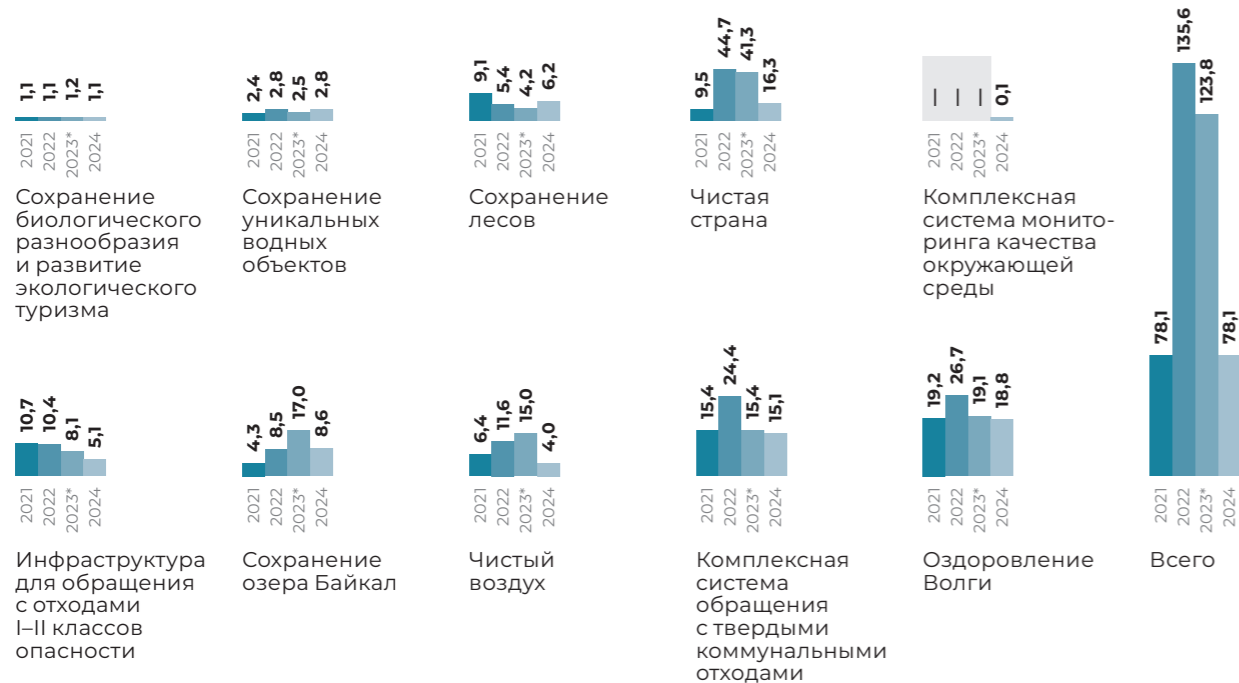 1,1 1,1 1,2 1,1
2021 2022 2023* 2024
Сохранение
биологического
разнообразия
и развитие
экологического
туризма
2,4 2,8 2,5 2,8
2021 2022 2023* 2024
Сохранение
уникальных
водных
объектов
9,1 5,4 4,2 6,2
2021 2022 2023* 2024
Сохранение
лесов
9,5 44,7 41,3 16,3
2021 2022 2023* 2024
Чистая
страна
— — — 0,1
2021 2022 2023* 2024
Комплексная
система монито-
ринга качества
окружающей
среды
10,7 10,4 8,1 5,1
2021 2022 2023* 2024
Инфраструктура
для обращения
с отходами
I–II классов
опасности
4,3 8,5 17,0 8,6
2021 2022 2023* 2024
Сохранение
озера Байкал
6,4 11,6 15,0 4,0
2021 2022 2023* 2024
Чистый
воздух
15,4 24,4 15,4 15,1
2021 2022 2023* 2024
Комплексная
система
обращения
с твердыми
коммунальными
отходами
19,2 26,7 19,1 18,8
2021 2022 2023* 2024
Оздоровление
Волги
78,1 135,6 123,8 78,1
2021 2022 2023* 2024
Всего